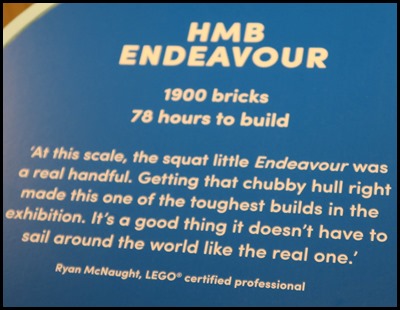 HMB
ENDEAVOUR
1900 bricks
78 hours to build
'At this scale, the squat little Endeavour was
a real handful. Getting that chubby hull right
made this one of the toughest builds in the
exhibition. It's a good thing it doesn't have to
sail around the world like the real one.'
Ryan McNaught, LEGO® certified professional